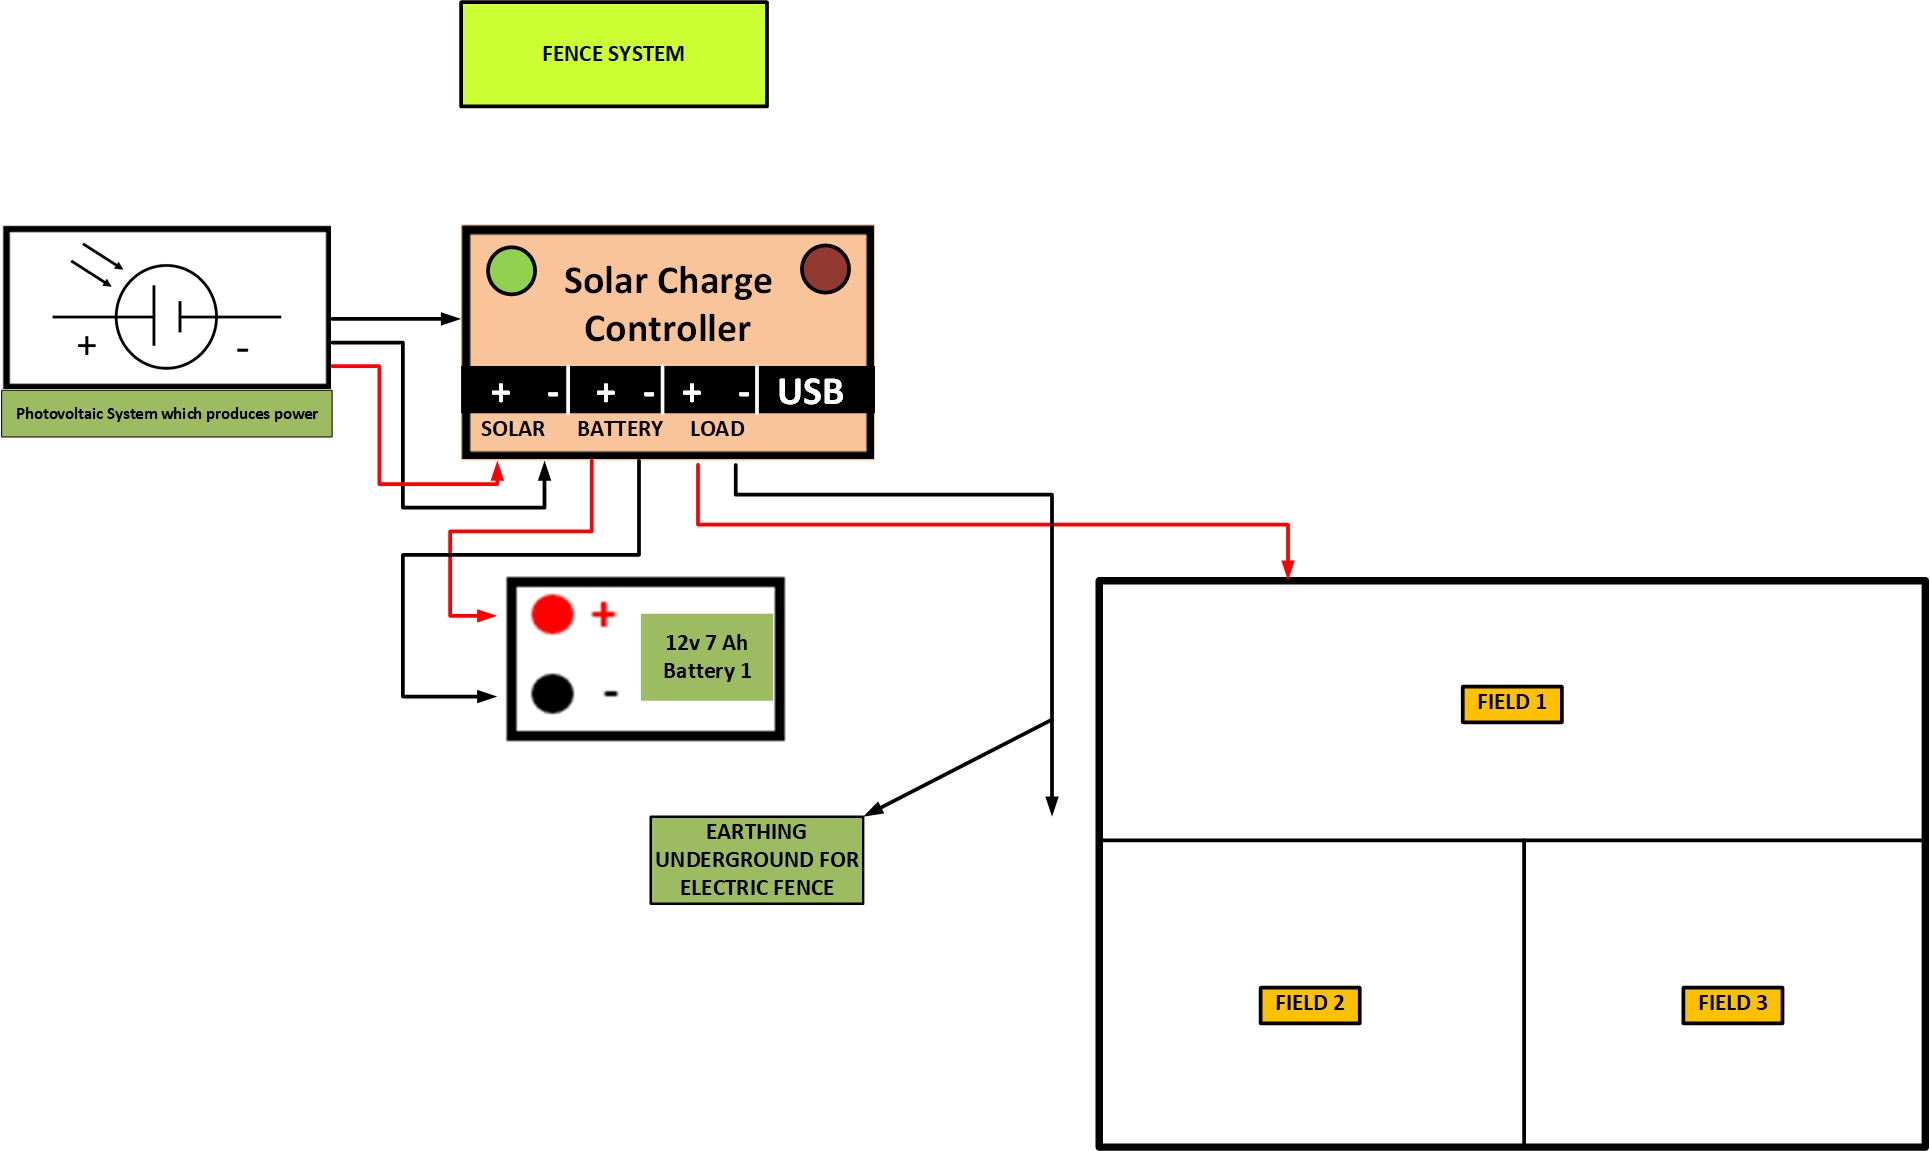 FENCE SYSTEM
Solar Charge
Controller
+ -
+ - + - + - USB
Photovoltaic System which produces power
SOLAR BATTERY LOAD
+
12v 7 Ah
Battery 1
-
FIELD 1
EARTHING
UNDERGROUND FOR
ELECTRIC FENCE
FIELD 2
FIELD 3